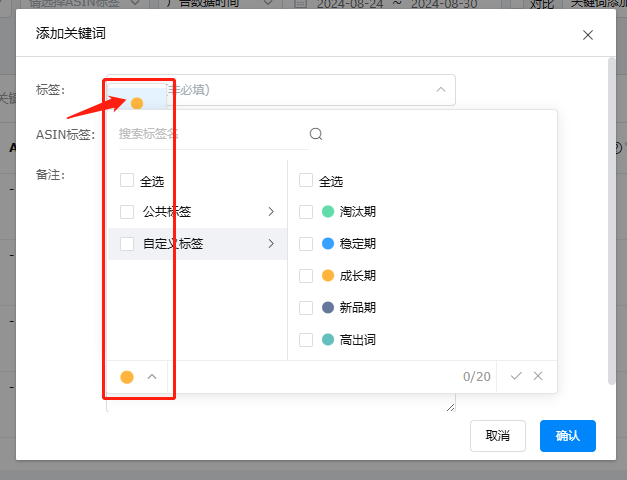 请选择ASIN标签
广告数据时间
2024-08-24 ~ 2024-08-30
对比
关键词添加
添加关键词
标签:
(非必填)
ASIN标签:
搜索标签名
备注:
全选
全选
公共标签
淘汰期
自定义标签
稳定期
成长期
新品期
高出词
0/20
取消
确认